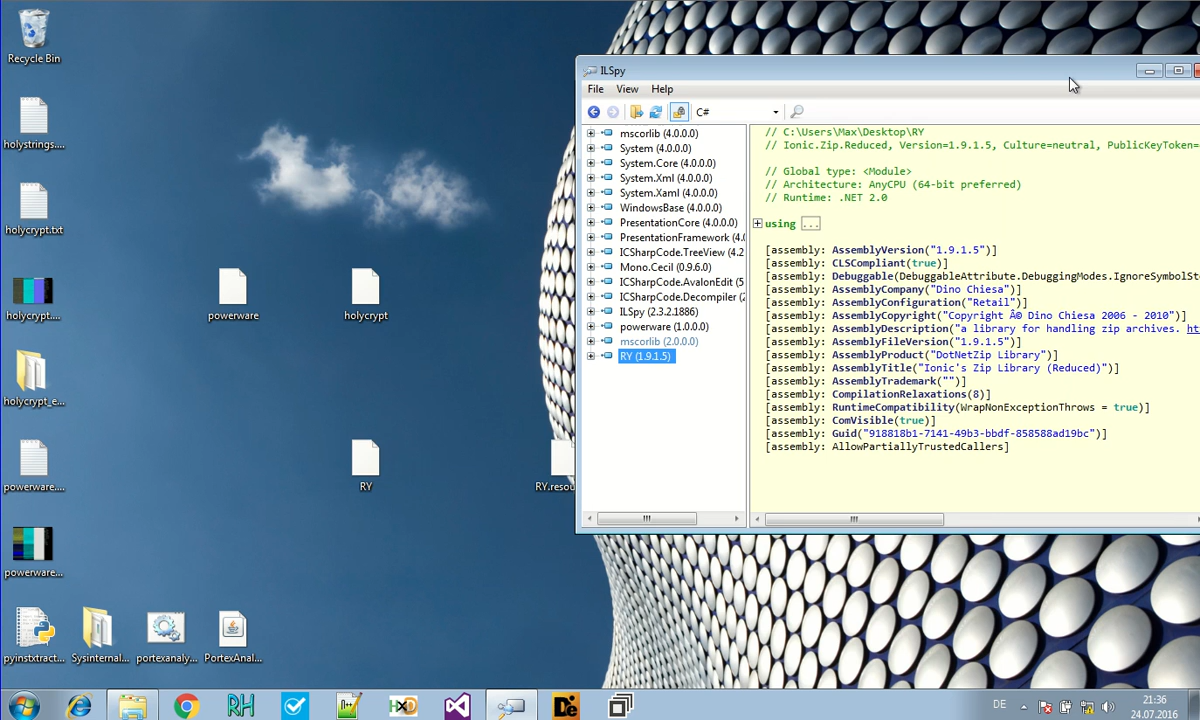 Recycle Bin
holystrings....
holycrypt.txt
holycrypt....
holycrypt_e...
powerware....
powerware...
pyinstxtract...
Sysinternal...
portexanaly...
PortexAnal...
powerware
holycrypt
RY
RY.resou
ILSpy
File View Help
C#
mscorlib (4.0.0.0)
System (4.0.0.0)
System.Core (4.0.0.0)
System.Xml (4.0.0.0)
System.Xaml (4.0.0.0)
WindowsBase (4.0.0.0)
PresentationCore (4.0.0.0)
PresentationFramework (4.0
ICSharpCode.TreeView (4.2
Mono.Cecil (0.9.6.0)
ICSharpCode.AvalonEdit (5
ICSharpCode.Decompiler (2
ILSpy (2.3.2.1886)
powerware (1.0.0.0)
mscorlib (2.0.0.0)
RY (1.9.1.5)
// C:\Users\Max\Desktop\RY
// Ionic.Zip.Reduced, Version=1.9.1.5, Culture=neutral, PublicKeyToken=
// Global type: <Module>
// Architecture: AnyCPU (64-bit preferred)
// Runtime: .NET 2.0
using ...
[assembly: AssemblyVersion("1.9.1.5")]
[assembly: CLSCompliant(true)]
[assembly: Debuggable(DebuggableAttribute.DebuggingModes.IgnoreSymbolSto
[assembly: AssemblyCompany("Dino Chiesa")]
[assembly: AssemblyConfiguration("Retail")]
[assembly: AssemblyCopyright("Copyright Â© Dino Chiesa 2006 - 2010")]
[assembly: AssemblyDescription("a library for handling zip archives. ht
[assembly: AssemblyFileVersion("1.9.1.5")]
[assembly: AssemblyProduct("DotNetZip Library")]
[assembly: AssemblyTitle("Ionic's Zip Library (Reduced)")]
[assembly: AssemblyTrademark("")]
[assembly: CompilationRelaxations(8)]
[assembly: RuntimeCompatibility(WrapNonExceptionThrows = true)]
[assembly: ComVisible(true)]
[assembly: Guid("918818b1-7141-49b3-bbdf-858588ad19bc")]
[assembly: AllowPartiallyTrustedCallers]
RH
HXD
De
DE
21:36
24.07.2016